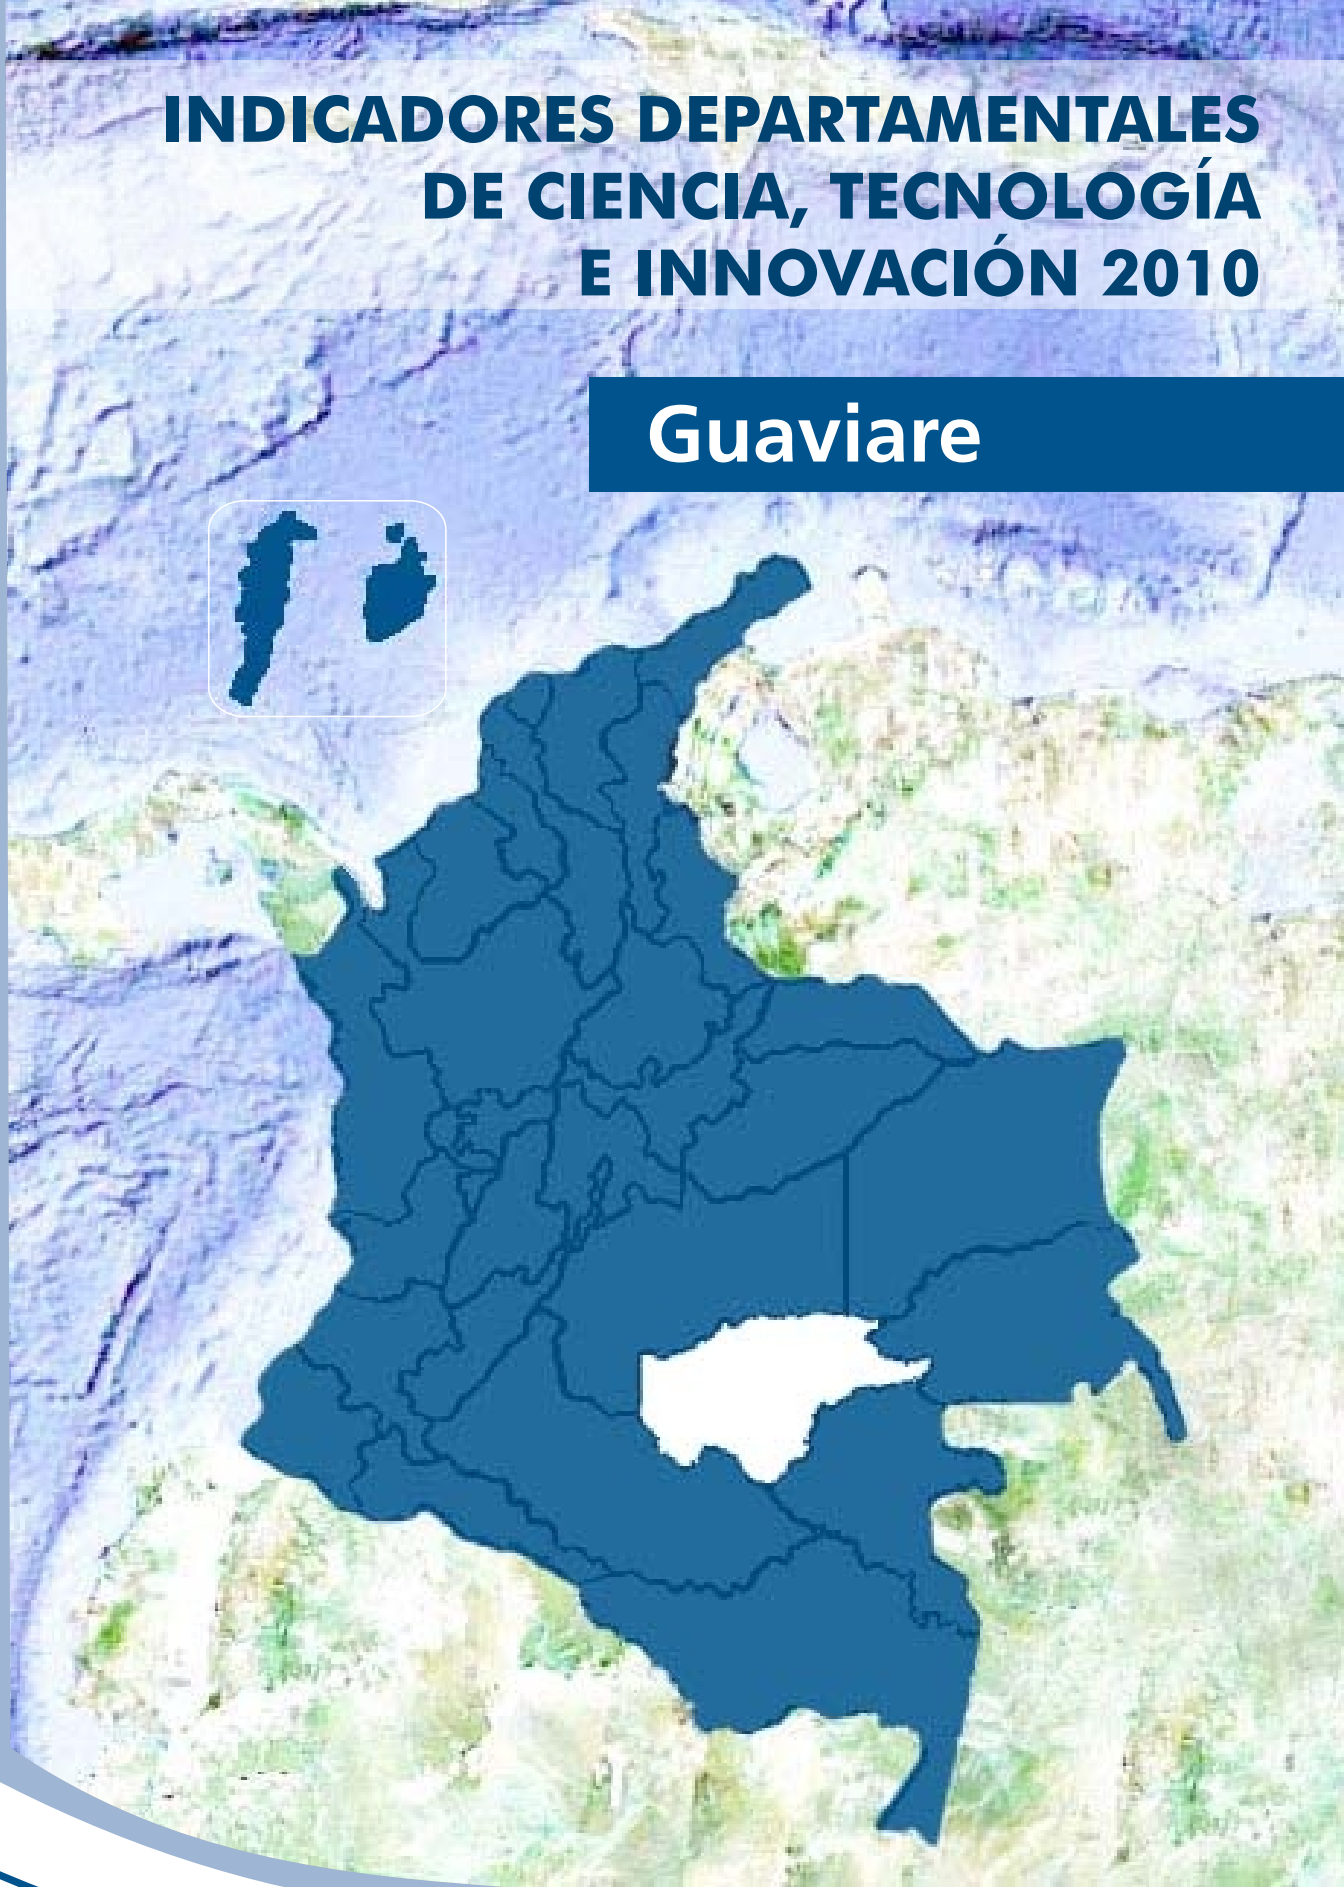 INDICADORES DEPARTAMENTALES
DE CIENCIA, TECNOLOGÍA
E INNOVACIÓN 2010
Guaviare